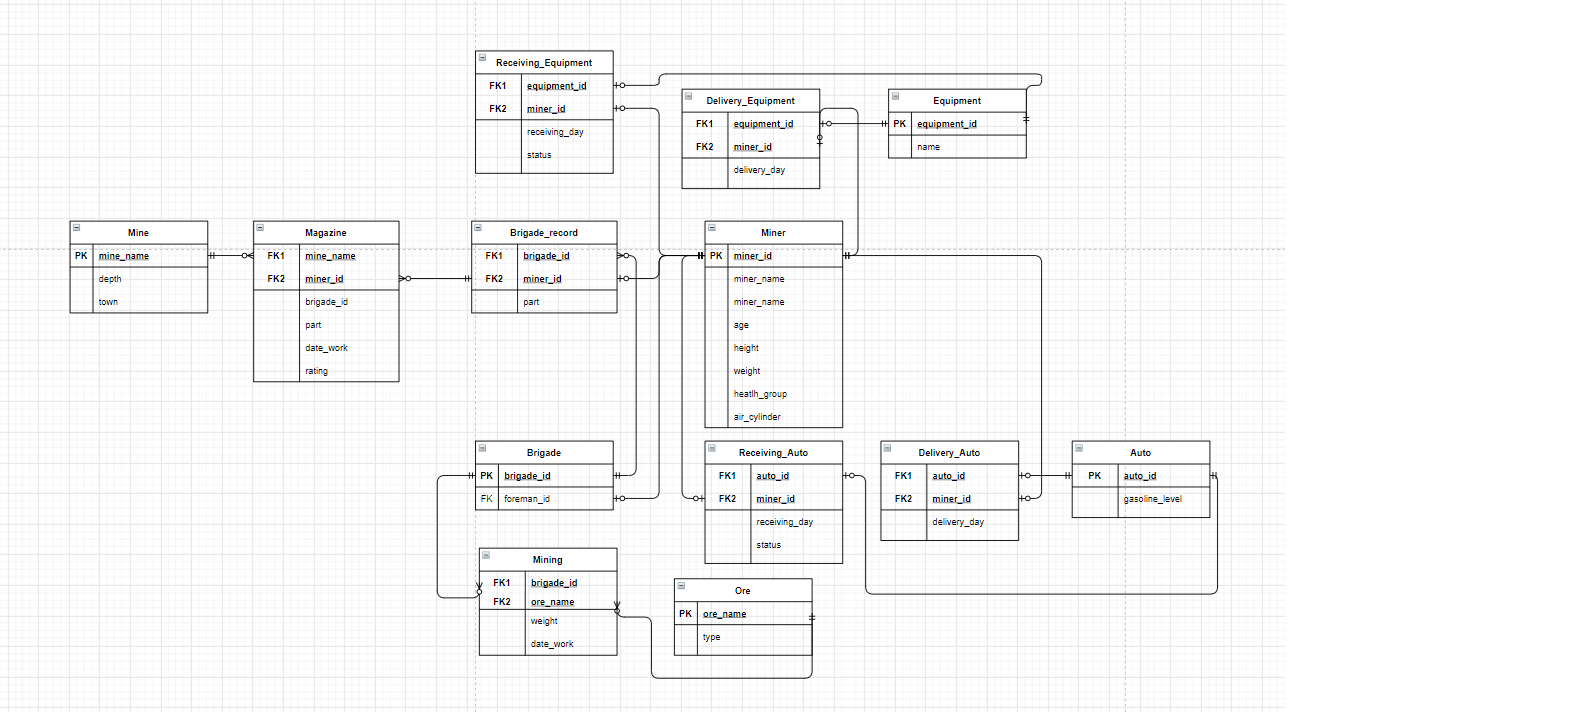 Receiving_Equipment
FK1 equipment_id
FK2 miner_id
receiving_day
status
Delivery_Equipment
FK1 equipment_id
FK2 miner_id
delivery_day
Equipment
PK equipment_id
name
Mine
PK mine_name
depth
town
Magazine
FK1 mine_name
FK2 miner_id
brigade_id
part
date_work
rating
Brigade_record
FK1 brigade_id
FK2 miner_id
part
Miner
PK miner_id
miner_name
miner_name
age
height
weight
heatlh_group
air_cylinder
Brigade
PK brigade_id
FK foreman_id
Receiving_Auto
FK1 auto_id
FK2 miner_id
receiving_day
status
Delivery_Auto
FK1 auto_id
FK2 miner_id
delivery_day
Auto
PK auto_id
gasoline_level
Mining
FK1 brigade_id
FK2 ore_name
weight
date_work
Ore
PK ore_name
type